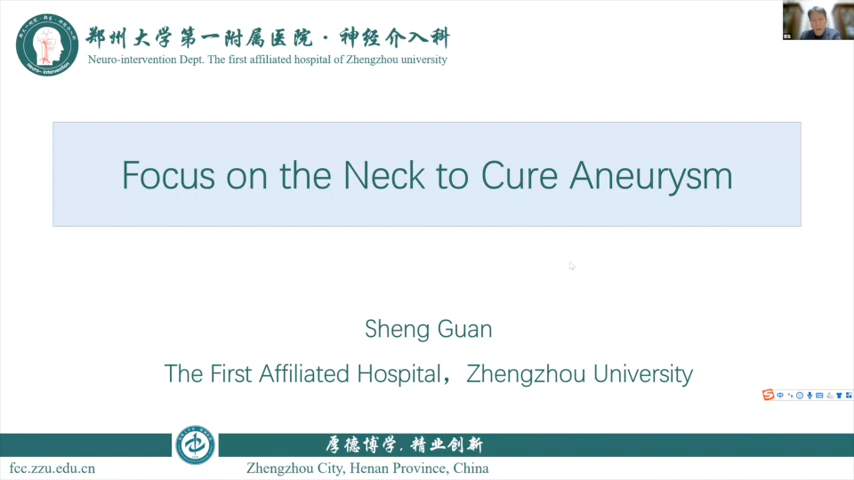 郑州大学第一附属医院·神经介入科
Neuro-intervention Dept. The first affiliated hospital of Zhengzhou university
Focus on the Neck to Cure Aneurysm
Sheng Guan
The First Affiliated Hospital，Zhengzhou University
中
厚德博学,精业创新
fcc.zzu.edu.cn
Zhengzhou City, Henan Province, China